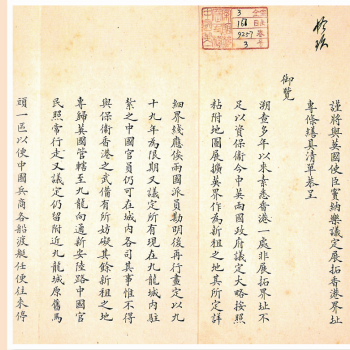 謹將與英國使臣竇納樂議定展拓香港界址
專條繕具清單恭呈
御覽
溯查多年以來素悉香港一處非展拓界址不
足以資保衛今中英兩國政府議定大略按照
粘附地圖展擴英界作為新租之地其所定詳
細界綫應俟兩國派員勘明後再行畫定以九
十九年為限期又議定所有現在九龍城內駐
紮之中國官員仍可在城內各司其事惟不得
與保衛香港之武備有所妨礙其餘新租之地
專歸英國管轄至九龍向通新安陸路中國官
民照常行走又議定仍留附近九龍城原舊馬
頭一區以便中國兵商各船渡艇任便往來停
3
168
9257
3